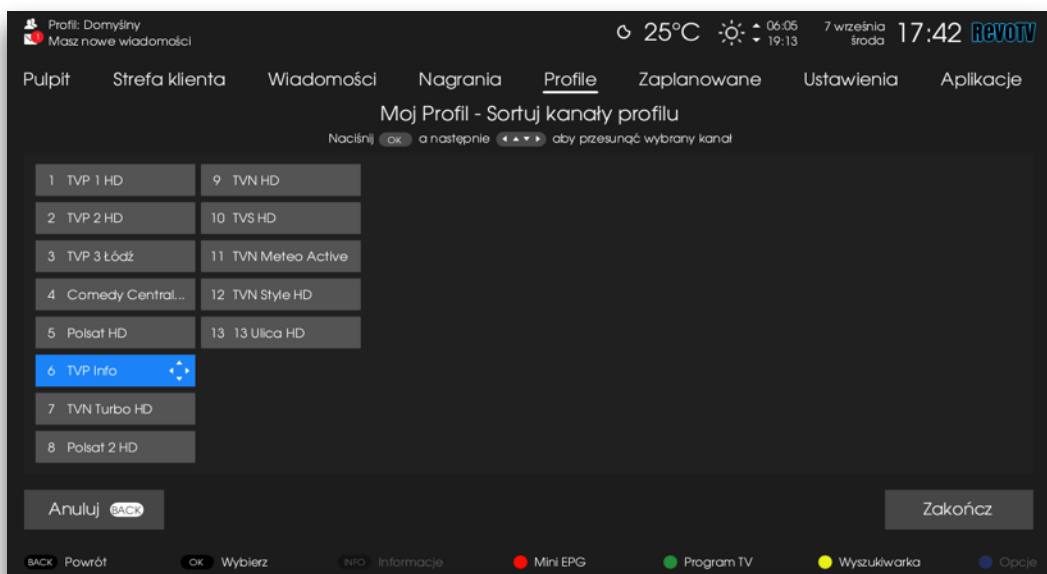 Profil: Domyślny
Masz nowe wiadomości
1
25°C
06:05
19:13
7 września
środa
17:42
REVOTV
Pulpit Strefa klienta Wiadomości Nagrania Profile Zaplanowane Ustawienia Aplikacje
Moj Profil - Sortuj kanały profilu
Naciśnij OK a następnie aby przesunąć wybrany kanał
1 TVP 1 HD
2 TVP 2 HD
3 TVP 3 Łódź
4 Comedy Central...
5 Polsat HD
6 TVP Info
7 TVN Turbo HD
8 Polsat 2 HD
9 TVN HD
10 TVS HD
11 TVN Meteo Active
12 TVN Style HD
13 13 Ulica HD
Anuluj BACK
Zakończ
BACK Powrót OK Wybierz INFO Informacje Mini EPG Program TV Wyszukiwarka Opcje